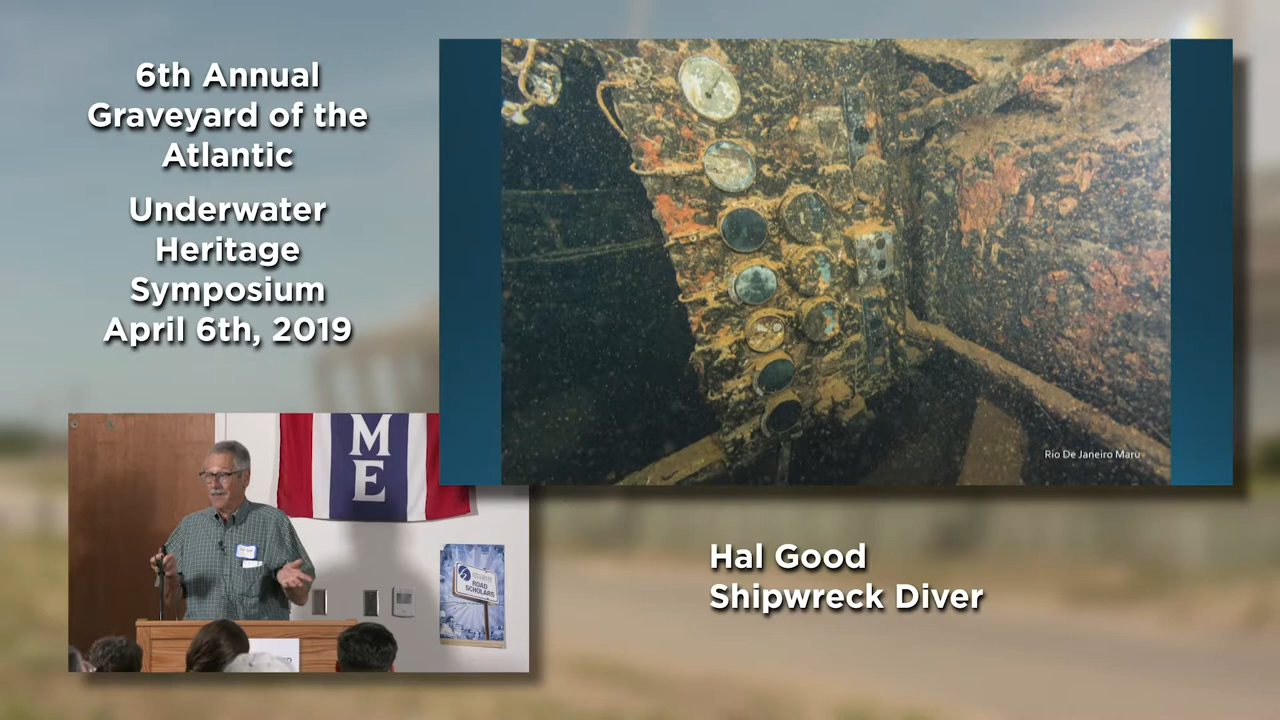 6th Annual
Graveyard of the
Atlantic
Underwater
Heritage
Symposium
April 6th, 2019
Rio De Janeiro Maru
ME
ROAD
SCHOLARS
Hal Good
Shipwreck Diver